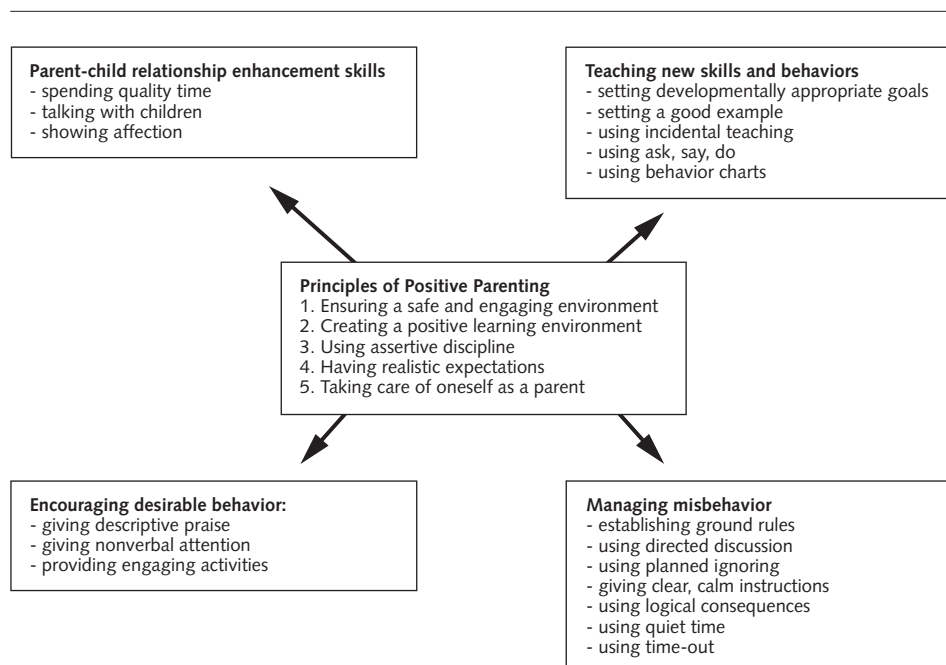 Parent-child relationship enhancement skills
- spending quality time
- talking with children
- showing affection
Teaching new skills and behaviors
- setting developmentally appropriate goals
- setting a good example
- using incidental teaching
- using ask, say, do
- using behavior charts
Principles of Positive Parenting
1. Ensuring a safe and engaging environment
2. Creating a positive learning environment
3. Using assertive discipline
4. Having realistic expectations
5. Taking care of oneself as a parent
Encouraging desirable behavior:
- giving descriptive praise
- giving nonverbal attention
- providing engaging activities
Managing misbehavior
- establishing ground rules
- using directed discussion
- using planned ignoring
- giving clear, calm instructions
- using logical consequences
- using quiet time
- using time-out